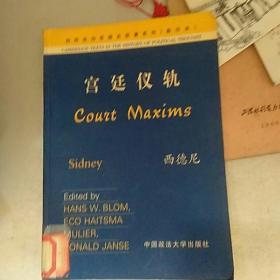 剑桥政治思想史原著系列(影印本)
CAMBRIDGE TEXTS IN THE HISTORY OF POLITICAL THOUGHT
宫廷仪轨
Court Maxims
Sidney 西德尼
Edited by
HANS W. BLOM,
ECO HAITSMA
MULIER,
RONALD JANSE
中国政法大学出版社